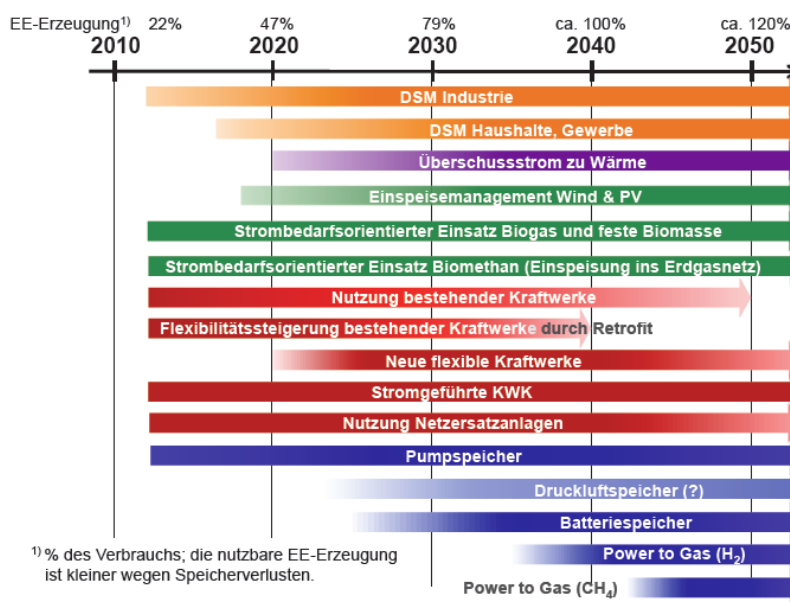 EE-Erzeugung¹⁾ 22% 47% 79% ca. 100% ca. 120%
2010 2020 2030 2040 2050
DSM Industrie
DSM Haushalte, Gewerbe
Überschussstrom zu Wärme
Einspeisemanagement Wind & PV
Strombedarfsorientierter Einsatz Biogas und feste Biomasse
Strombedarfsorientierter Einsatz Biomethan (Einspeisung ins Erdgasnetz)
Nutzung bestehender Kraftwerke
Flexibilitätssteigerung bestehender Kraftwerke durch Retrofit
Neue flexible Kraftwerke
Stromgeführte KWK
Nutzung Netzersatzanlagen
Pumpspeicher
Druckluftspeicher (?)
Batteriespeicher
Power to Gas (H₂)
Power to Gas (CH₄)
¹⁾ % des Verbrauchs; die nutzbare EE-Erzeugung
ist kleiner wegen Speicherverlusten.